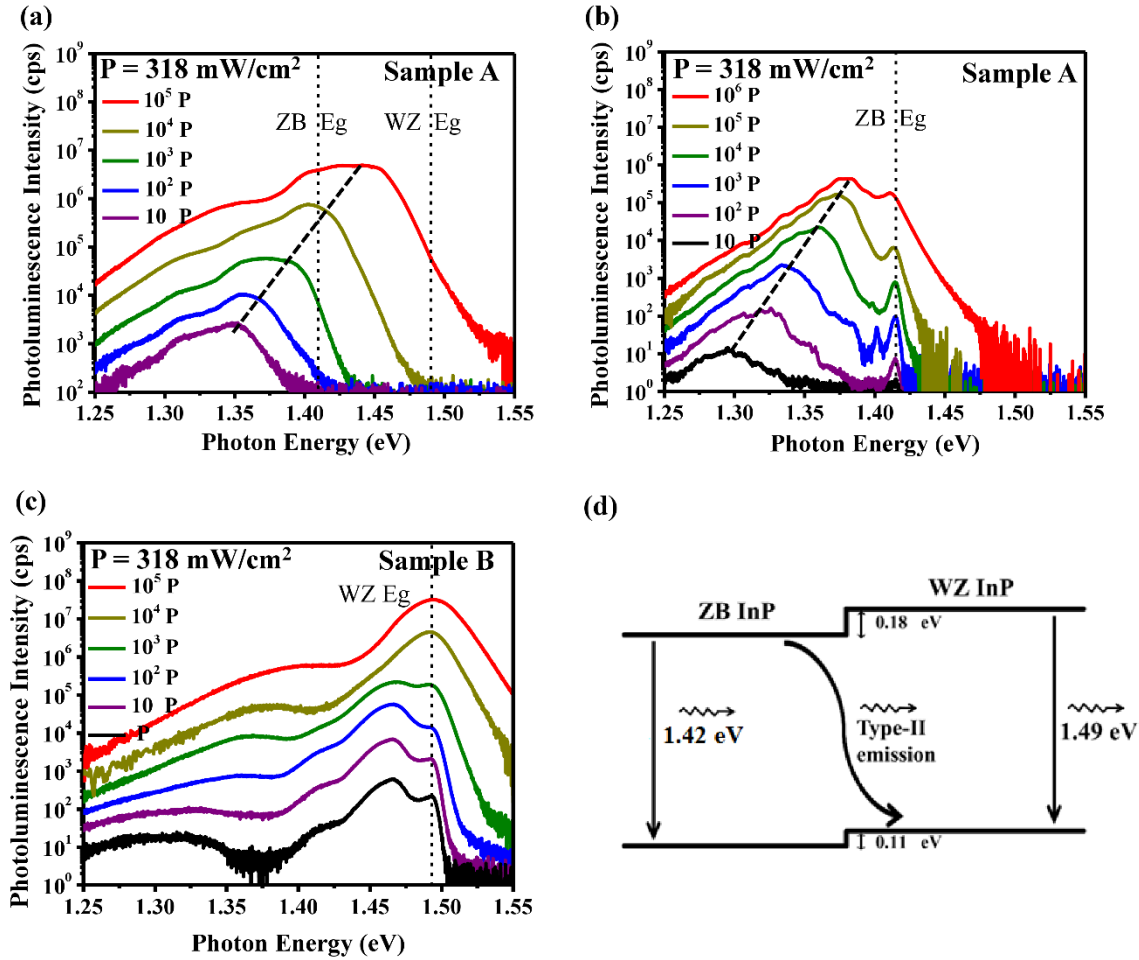 (a)
Photoluminescence Intensity (cps)
10⁹
10⁸
10⁷
10⁶
10⁵
10⁴
10³
10²
P = 318 mW/cm²
Sample A
10⁵ P
10⁴ P
10³ P
10² P
10 P
ZB Eg
WZ Eg
1.25 1.30 1.35 1.40 1.45 1.50 1.55
Photon Energy (eV)
(b)
Photoluminescence Intensity (cps)
10⁹
10⁸
10⁷
10⁶
10⁵
10⁴
10³
10²
10¹
10⁰
P = 318 mW/cm²
Sample A
10⁶ P
10⁵ P
10⁴ P
10³ P
10² P
10 P
ZB Eg
1.25 1.30 1.35 1.40 1.45 1.50 1.55
Photon Energy (eV)
(c)
Photoluminescence Intensity (cps)
10⁹
10⁸
10⁷
10⁶
10⁵
10⁴
10³
10²
10¹
10⁰
P = 318 mW/cm²
Sample B
10⁵ P
10⁴ P
10³ P
10² P
10 P
P
WZ Eg
1.25 1.30 1.35 1.40 1.45 1.50 1.55
Photon Energy (eV)
(d)
ZB InP
WZ InP
0.18 eV
1.42 eV
Type-II
emission
1.49 eV
0.11 eV